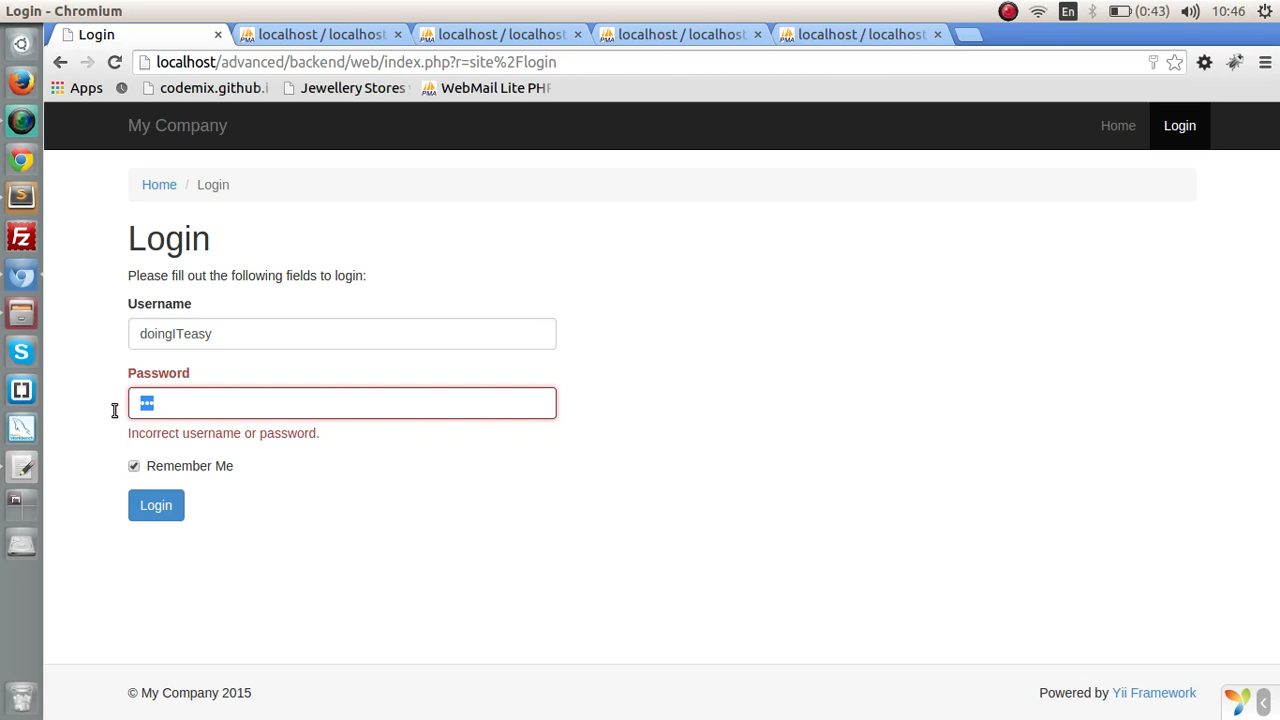 Login - Chromium
En (0:43) 10:46
Login × localhost / localhost × localhost / localhost × localhost / localhost × localhost / localhost ×
localhost/advanced/backend/web/index.php?r=site%2Flogin
Apps codemix.github.i Jewellery Stores WebMail Lite PHP
My Company Home Login
Home / Login
Login
Please fill out the following fields to login:
Username
doingITeasy
Password
•••
Incorrect username or password.
Remember Me
Login
© My Company 2015 Powered by Yii Framework